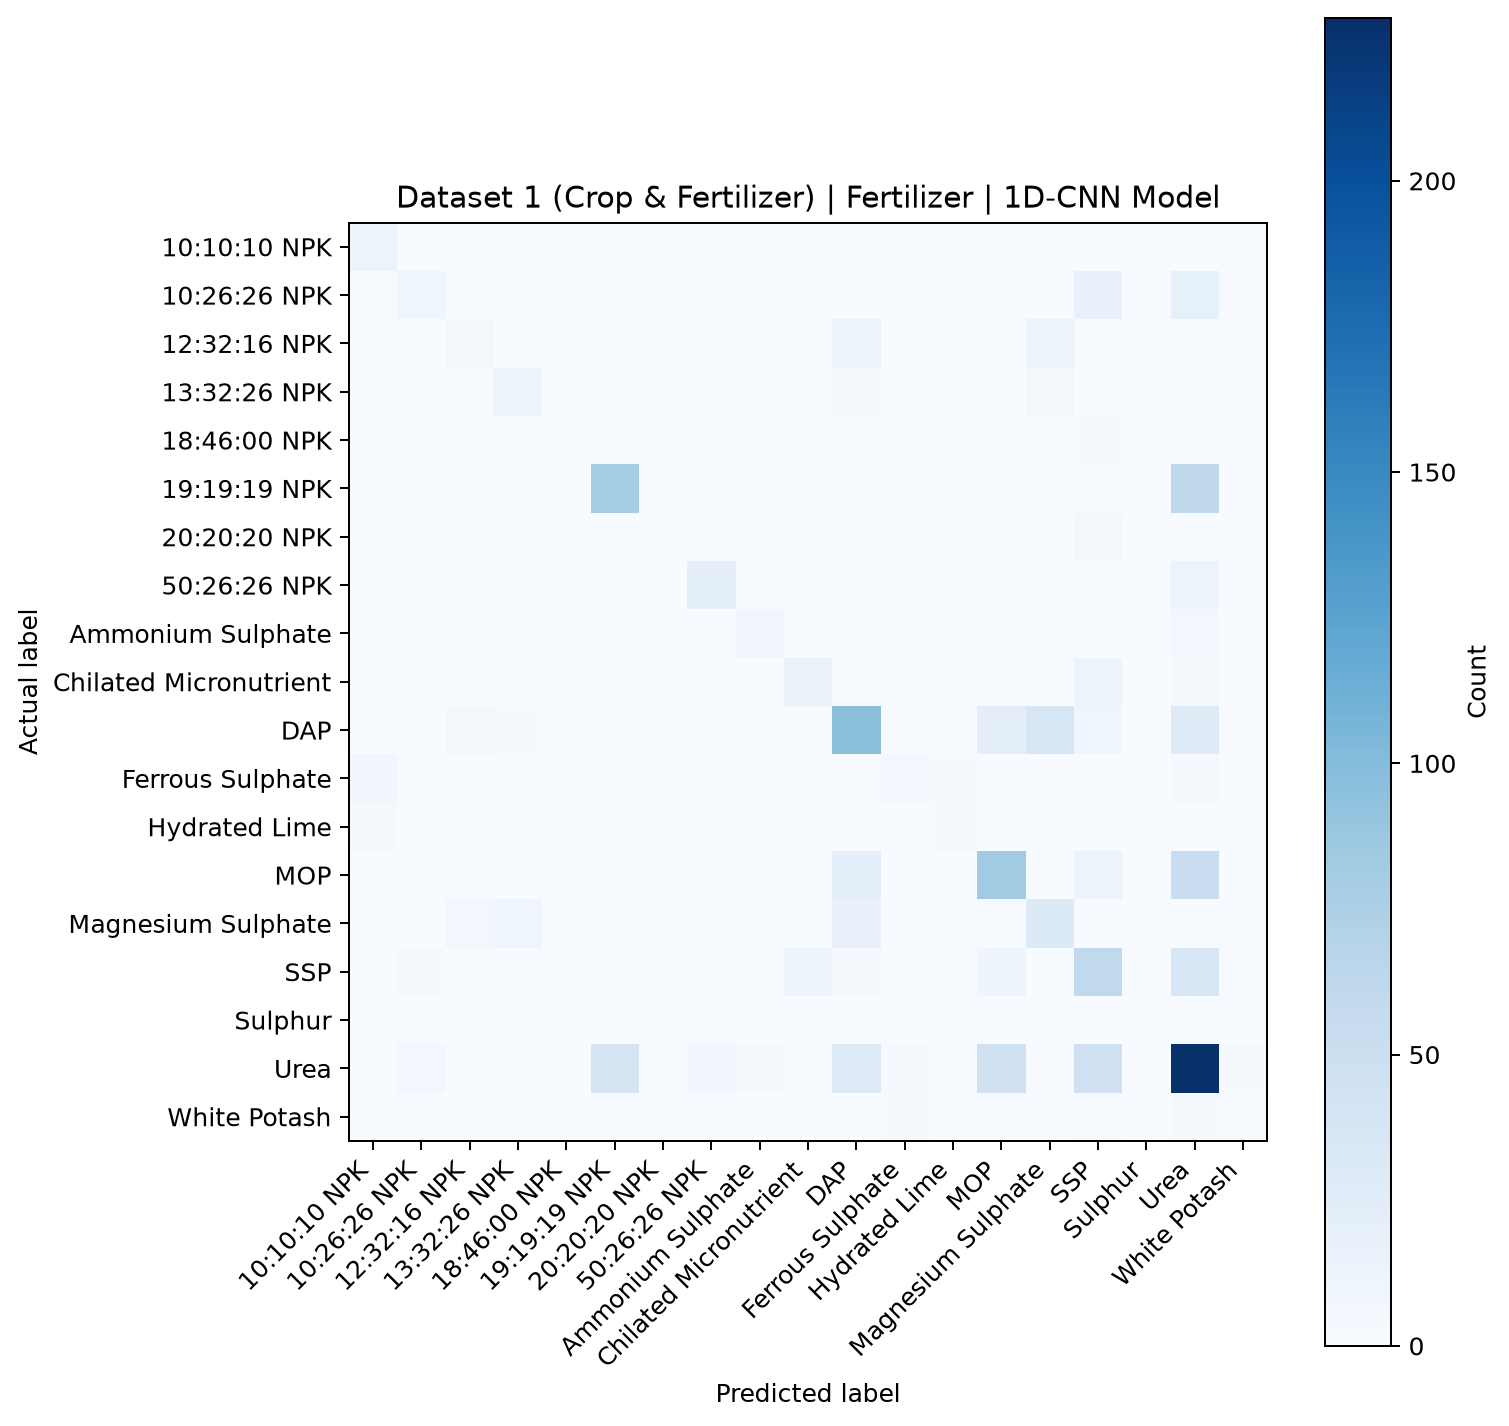 Dataset 1 (Crop & Fertilizer) | Fertilizer | 1D-CNN Model
Actual label
10:10:10 NPK
10:26:26 NPK
12:32:16 NPK
13:32:26 NPK
18:46:00 NPK
19:19:19 NPK
20:20:20 NPK
50:26:26 NPK
Ammonium Sulphate
Chilated Micronutrient
DAP
Ferrous Sulphate
Hydrated Lime
MOP
Magnesium Sulphate
SSP
Sulphur
Urea
White Potash
10:10:10 NPK
10:26:26 NPK
12:32:16 NPK
13:32:26 NPK
18:46:00 NPK
19:19:19 NPK
20:20:20 NPK
50:26:26 NPK
Ammonium Sulphate
Chilated Micronutrient
DAP
Ferrous Sulphate
Hydrated Lime
MOP
Magnesium Sulphate
SSP
Sulphur
Urea
White Potash
Predicted label
200
150
100
50
0
Count